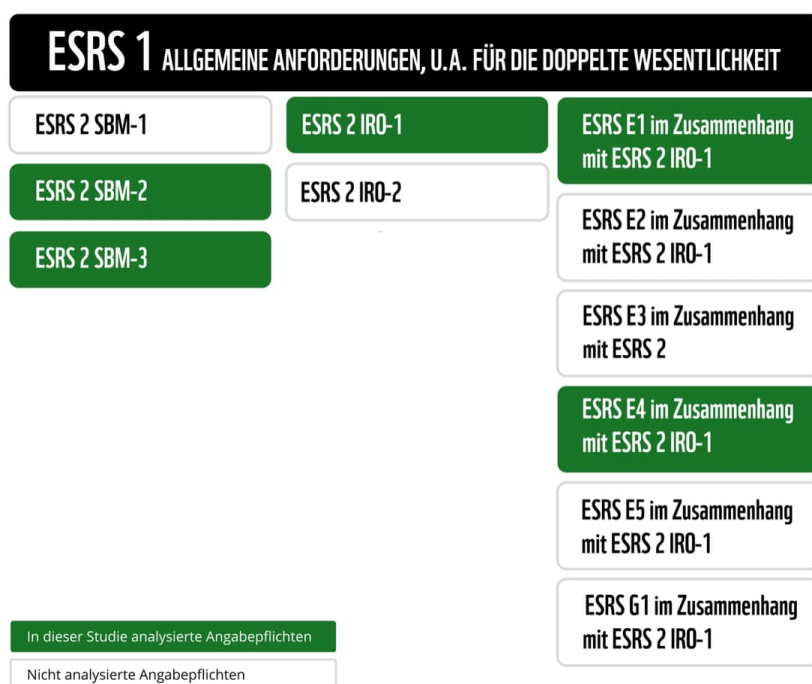 ESRS 1 ALLGEMEINE ANFORDERUNGEN, U.A. FÜR DIE DOPPELTE WESENTLICHKEIT
ESRS 2 SBM-1
ESRS 2 SBM-2
ESRS 2 SBM-3
ESRS 2 IRO-1
ESRS 2 IRO-2
ESRS E1 im Zusammenhang
mit ESRS 2 IRO-1
ESRS E2 im Zusammenhang
mit ESRS 2 IRO-1
ESRS E3 im Zusammenhang
mit ESRS 2
ESRS E4 im Zusammenhang
mit ESRS 2 IRO-1
ESRS E5 im Zusammenhang
mit ESRS 2 IRO-1
ESRS G1 im Zusammenhang
mit ESRS 2 IRO-1
In dieser Studie analysierte Angabepflichten
Nicht analysierte Angabepflichten